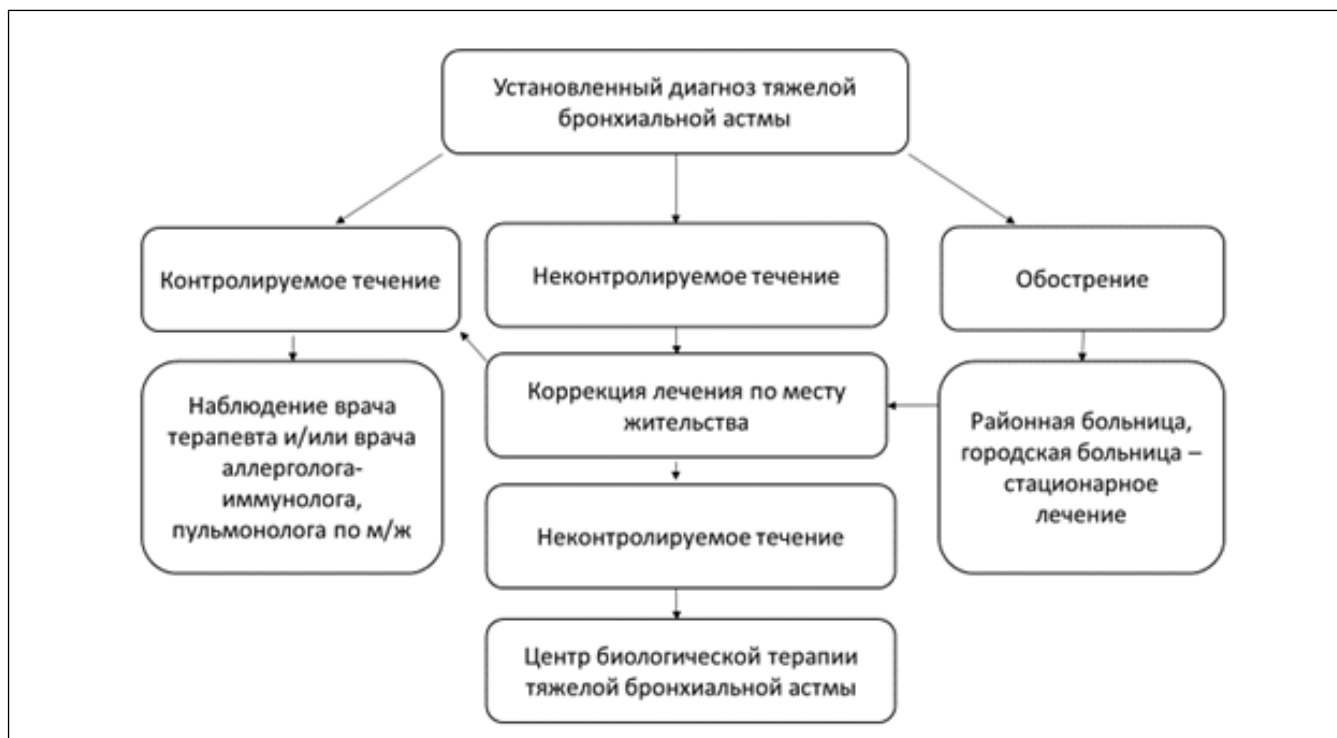 Установленный диагноз тяжелой
бронхиальной астмы
Контролируемое течение
Неконтролируемое течение
Обострение
Наблюдение врача
терапевта и/или врача
аллерголога-
иммунолога,
пульмонолога по м/ж
Коррекция лечения по месту
жительства
Районная больница,
городская больница –
стационарное
лечение
Неконтролируемое течение
Центр биологической терапии
тяжелой бронхиальной астмы